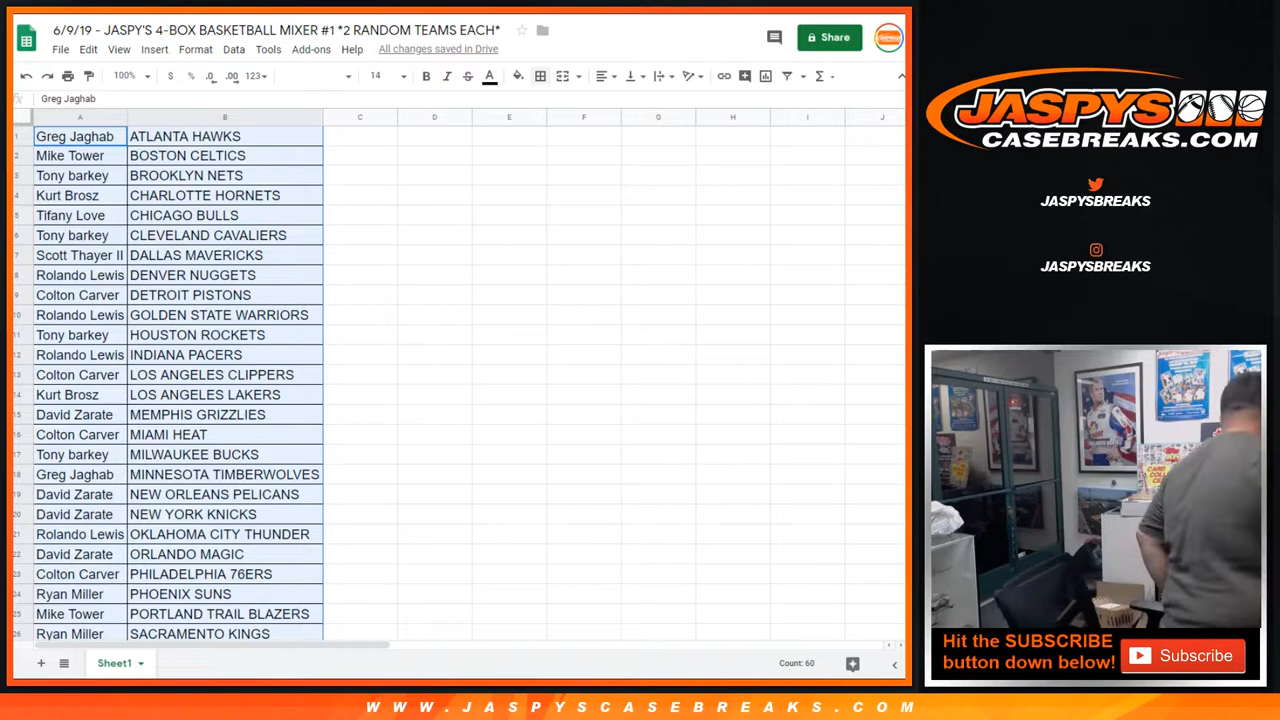 6/9/19 - JASPY'S 4-BOX BASKETBALL MIXER #1 *2 RANDOM TEAMS EACH*
File Edit View Insert Format Data Tools Add-ons Help All changes saved in Drive
Share
100% $ % .0 .00 123 14 B I S A
fx Greg Jaghab
A B C D E F G H I J
1 Greg Jaghab ATLANTA HAWKS
2 Mike Tower BOSTON CELTICS
3 Tony barkey BROOKLYN NETS
4 Kurt Brosz CHARLOTTE HORNETS
5 Tifany Love CHICAGO BULLS
6 Tony barkey CLEVELAND CAVALIERS
7 Scott Thayer II DALLAS MAVERICKS
8 Rolando Lewis DENVER NUGGETS
9 Colton Carver DETROIT PISTONS
10 Rolando Lewis GOLDEN STATE WARRIORS
11 Tony barkey HOUSTON ROCKETS
12 Rolando Lewis INDIANA PACERS
13 Colton Carver LOS ANGELES CLIPPERS
14 Kurt Brosz LOS ANGELES LAKERS
15 David Zarate MEMPHIS GRIZZLIES
16 Colton Carver MIAMI HEAT
17 Tony barkey MILWAUKEE BUCKS
18 Greg Jaghab MINNESOTA TIMBERWOLVES
19 David Zarate NEW ORLEANS PELICANS
20 David Zarate NEW YORK KNICKS
21 Rolando Lewis OKLAHOMA CITY THUNDER
22 David Zarate ORLANDO MAGIC
23 Colton Carver PHILADELPHIA 76ERS
24 Ryan Miller PHOENIX SUNS
25 Mike Tower PORTLAND TRAIL BLAZERS
26 Ryan Miller SACRAMENTO KINGS
Sheet1
Count: 60
JASPYS
CASEBREAKS.COM
JASPYSBREAKS
JASPYSBREAKS
Hit the SUBSCRIBE
button down below!
Subscribe
WWW.JASPYSCASEBREAKS.COM